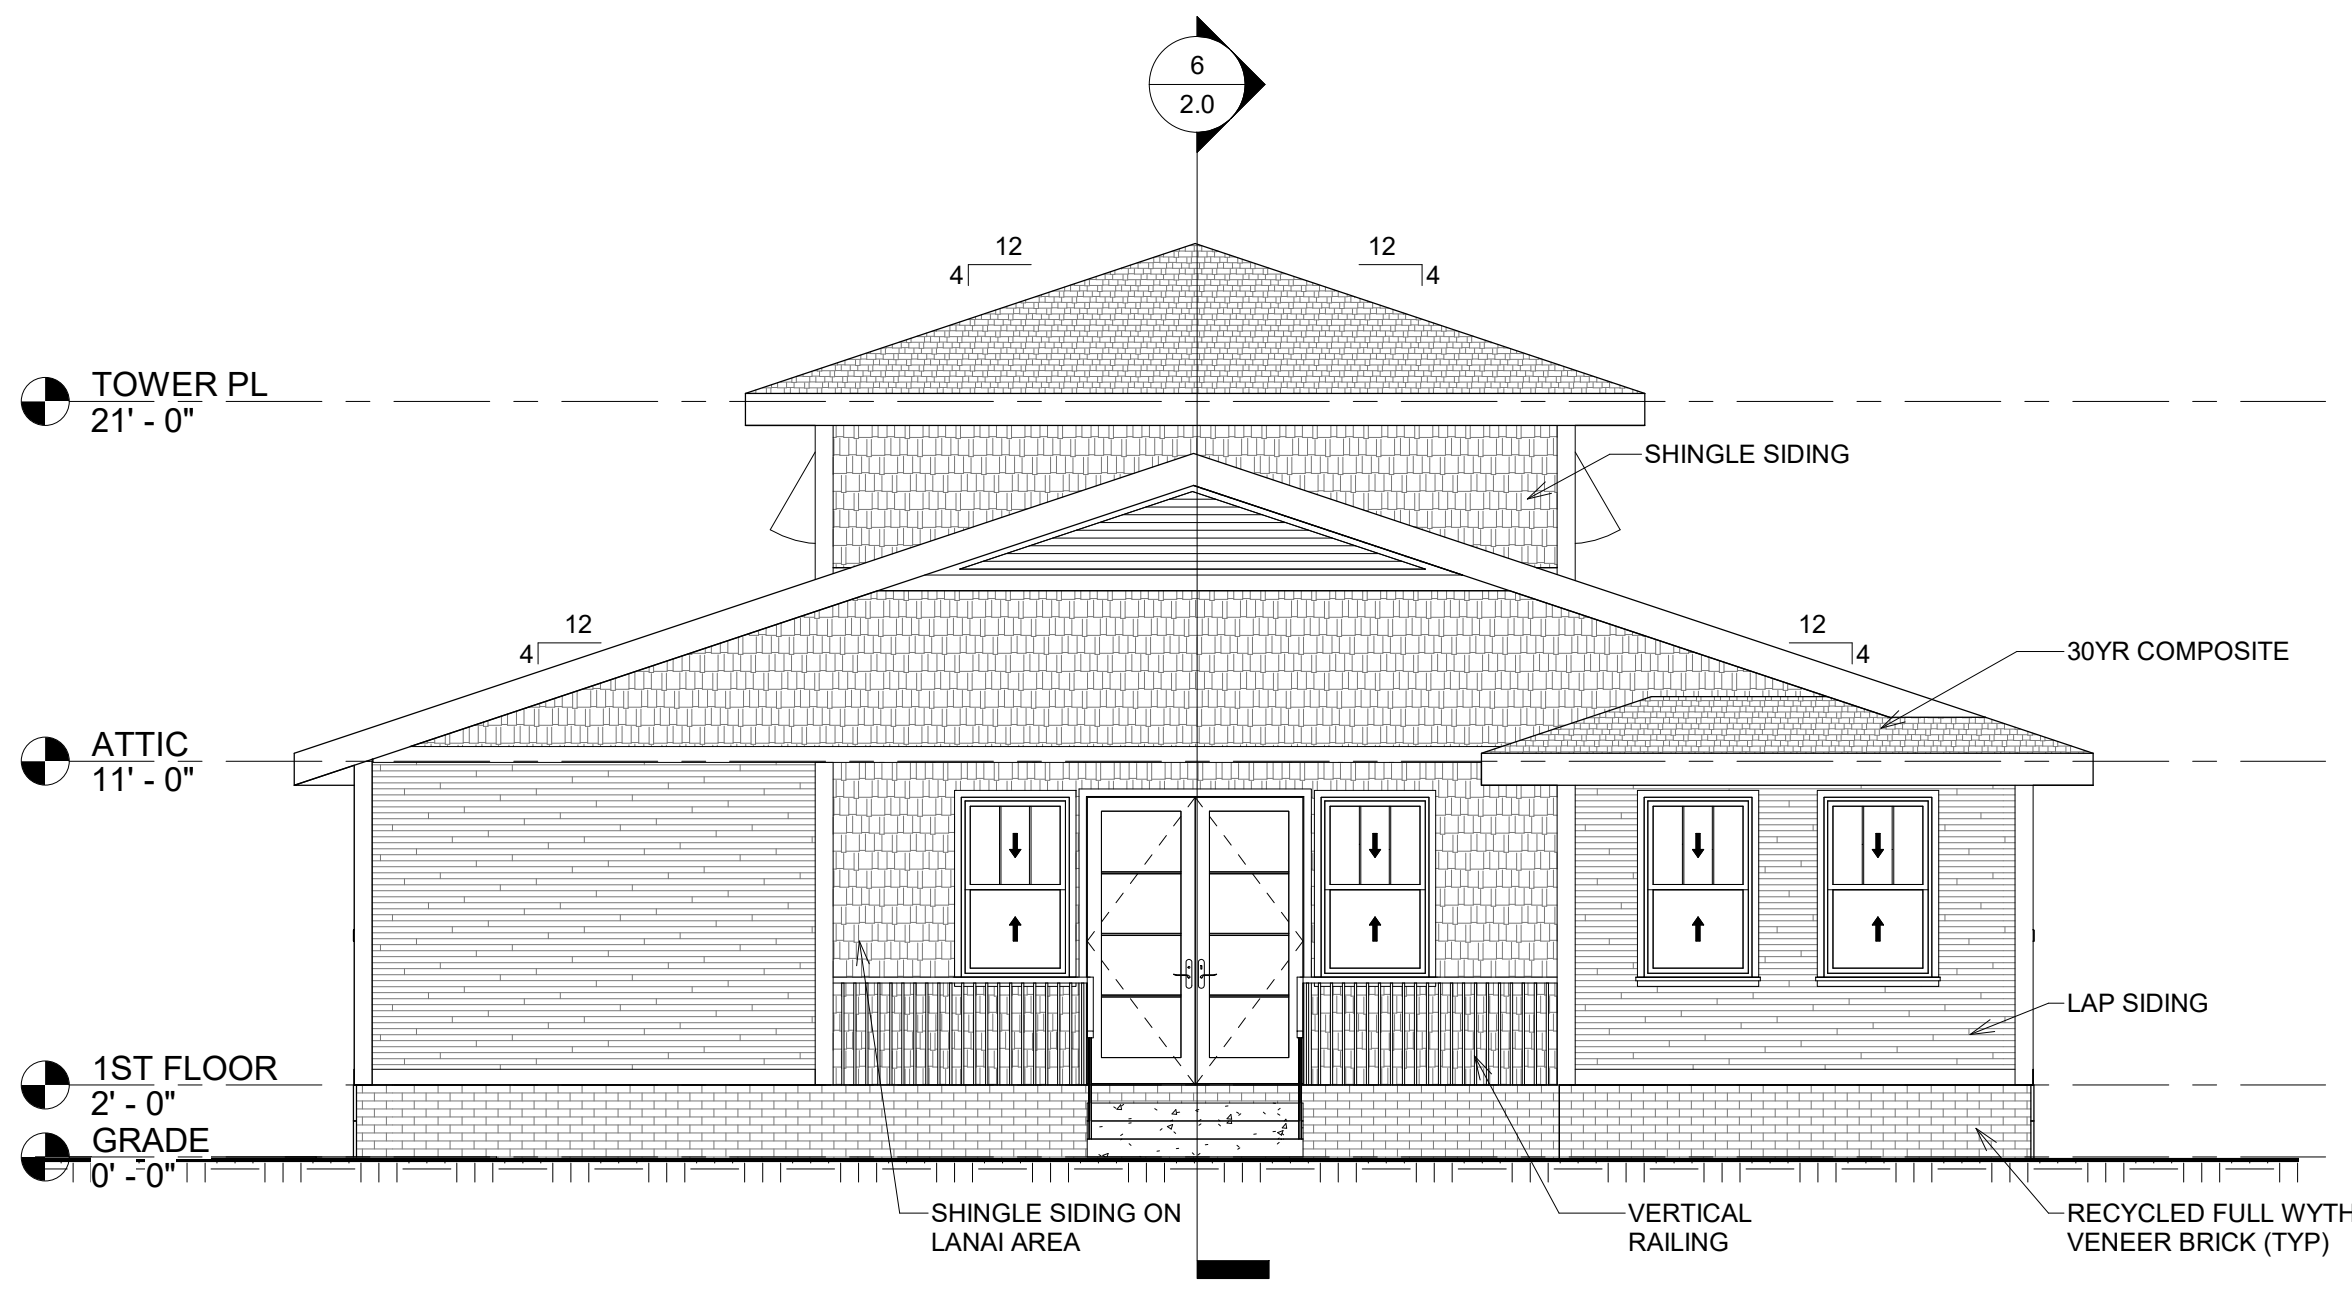 6
2.0
12
12
4
4
TOWER PL
21' - 0"
SHINGLE SIDING
12
4
12
4
30YR COMPOSITE
ATTIC
11' - 0"
LAP SIDING
1ST FLOOR
2' - 0"
GRADE
0' - 0"
SHINGLE SIDING ON
LANAI AREA
VERTICAL
RAILING
RECYCLED FULL WYTH
VENEER BRICK (TYP)